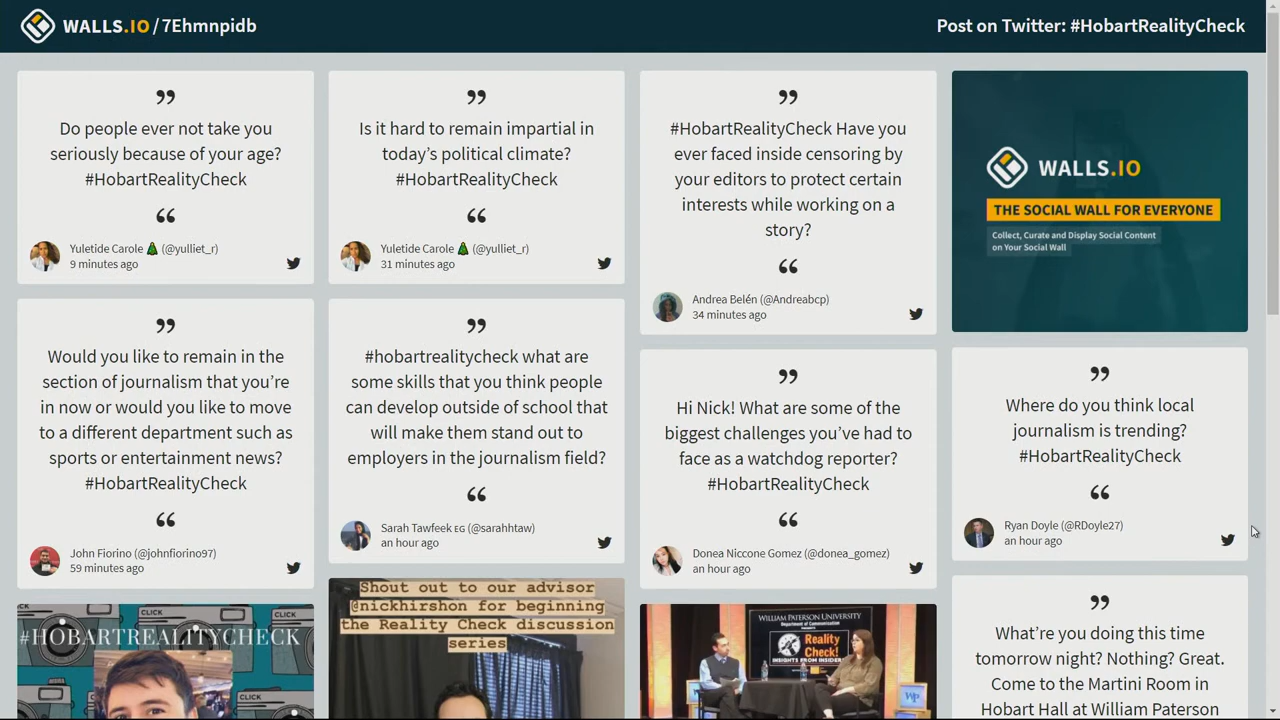 WALLS.IO / 7Ehmnpidb
Post on Twitter: #HobartRealityCheck
”
Do people ever not take you
seriously because of your age?
#HobartRealityCheck
“
Yuletide Carole 🎄 (@yulliet_r)
9 minutes ago
”
Is it hard to remain impartial in
today’s political climate?
#HobartRealityCheck
“
Yuletide Carole 🎄 (@yulliet_r)
31 minutes ago
”
#HobartRealityCheck Have you
ever faced inside censoring by
your editors to protect certain
interests while working on a
story?
“
Andrea Belén (@Andreabcp)
34 minutes ago
WALLS.IO
THE SOCIAL WALL FOR EVERYONE
Collect, Curate and Display Social Content
on Your Social Wall
”
Would you like to remain in the
section of journalism that you’re
in now or would you like to move
to a different department such as
sports or entertainment news?
#HobartRealityCheck
“
John Fiorino (@johnfiorino97)
59 minutes ago
”
#hobartrealitycheck what are
some skills that you think people
can develop outside of school that
will make them stand out to
employers in the journalism field?
“
Sarah Tawfeek ᴇɢ (@sarahhtaw)
an hour ago
”
Hi Nick! What are some of the
biggest challenges you’ve had to
face as a watchdog reporter?
#HobartRealityCheck
“
Donea Niccone Gomez (@donea_gomez)
an hour ago
”
Where do you think local
journalism is trending?
#HobartRealityCheck
“
Ryan Doyle (@RDoyle27)
an hour ago
CLICK
CLICK
#HOBARTREALITYCHECK
CLICK
CLICK
Shout out to our advisor
@nickhirshon for beginning
the Reality Check discussion
series
WILLIAM PATERSON UNIVERSITY
Department of Communication
Reality
Check!
INSIGHTS FROM INSIDER
WP
”
What’re you doing this time
tomorrow night? Nothing? Great.
Come to the Martini Room in
Hobart Hall at William Paterson